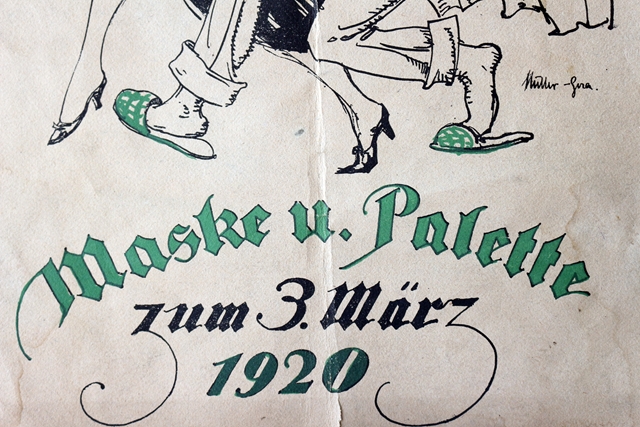 Müller-Gera.
Maske u. Palette
zum 3. März
1920